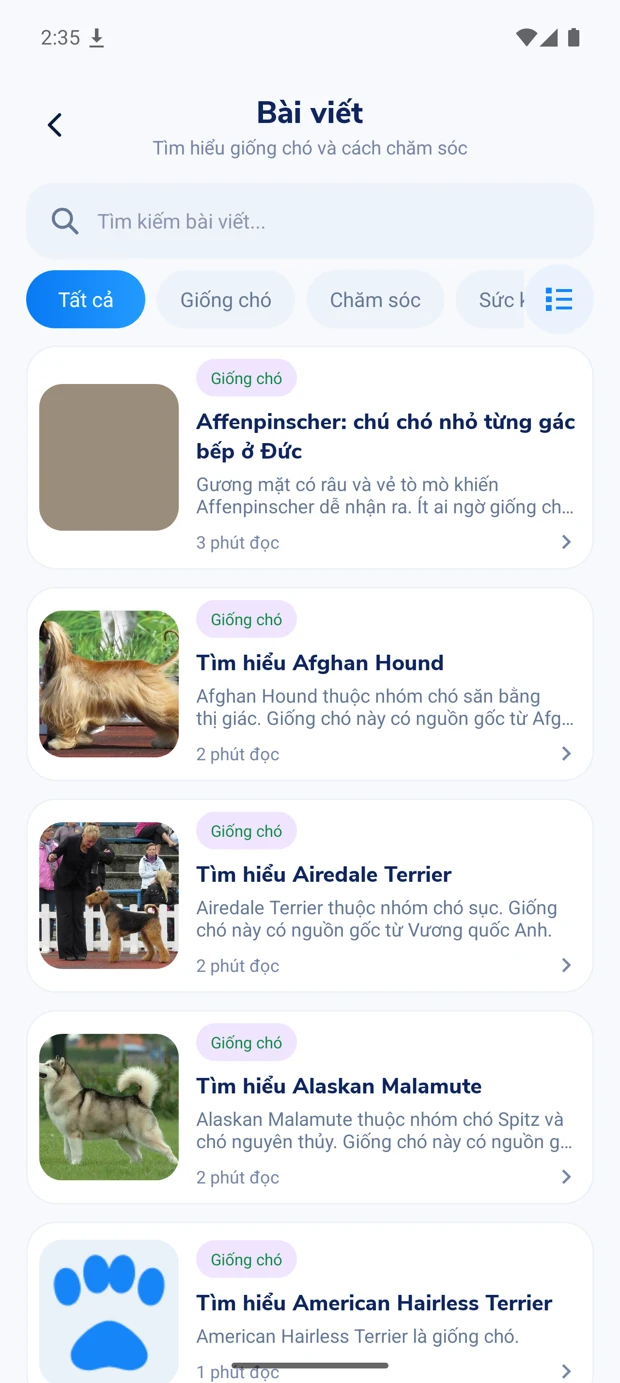 2:35
Bài viết
Tìm hiểu giống chó và cách chăm sóc
Tìm kiếm bài viết...
Tất cả
Giống chó
Chăm sóc
Sức
Giống chó
Affenpinscher: chú chó nhỏ từng gác
bếp ở Đức
Gương mặt có râu và vẻ tò mò khiến
Affenpinscher dễ nhận ra. Ít ai ngờ giống ch...
3 phút đọc
Giống chó
Tìm hiểu Afghan Hound
Afghan Hound thuộc nhóm chó săn bằng
thị giác. Giống chó này có nguồn gốc từ Afg...
2 phút đọc
Giống chó
Tìm hiểu Airedale Terrier
Airedale Terrier thuộc nhóm chó sục. Giống
chó này có nguồn gốc từ Vương quốc Anh.
2 phút đọc
Giống chó
Tìm hiểu Alaskan Malamute
Alaskan Malamute thuộc nhóm chó Spitz và
chó nguyên thủy. Giống chó này có nguồn g...
2 phút đọc
Giống chó
Tìm hiểu American Hairless Terrier
American Hairless Terrier là giống chó.
1 phút đọc